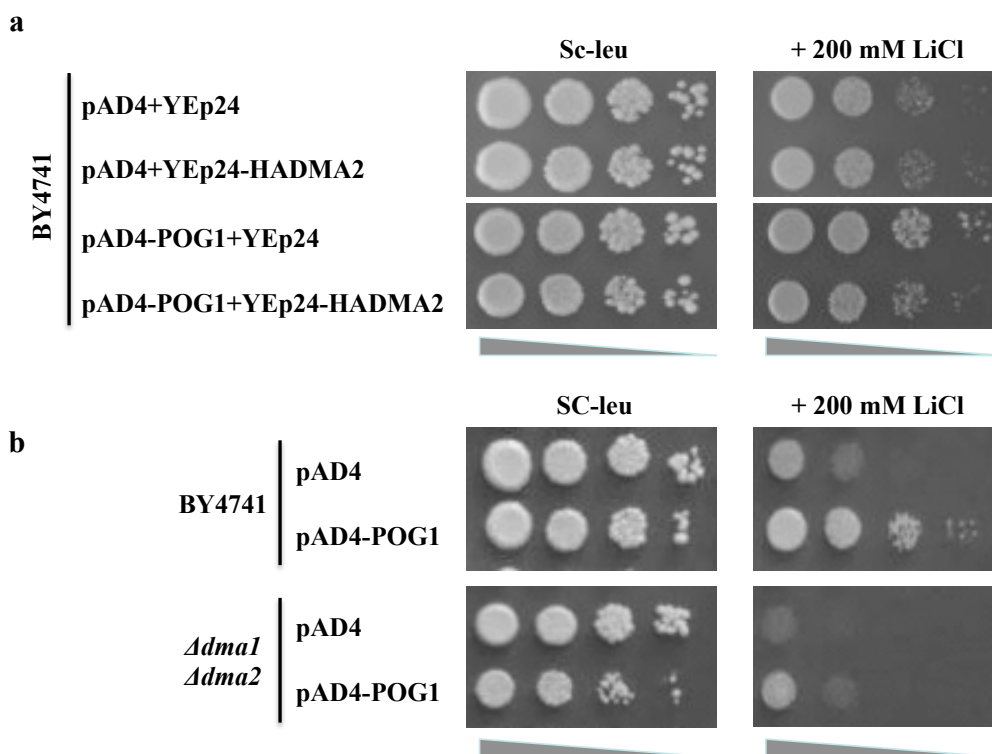 a
Sc-leu
+ 200 mM LiCl
BY4741
pAD4+YEp24
pAD4+YEp24-HADMA2
pAD4-POG1+YEp24
pAD4-POG1+YEp24-HADMA2
b
SC-leu
+ 200 mM LiCl
BY4741
pAD4
pAD4-POG1
Δdma1
Δdma2
pAD4
pAD4-POG1